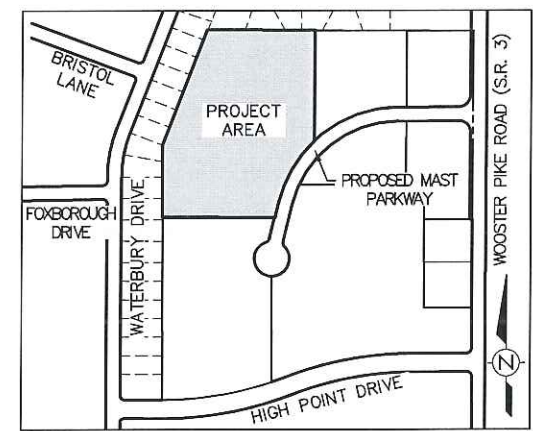 BRISTOL
LANE
PROJECT
AREA
WOOSTER PIKE ROAD (S.R. 3)
PROPOSED MAST
PARKWAY
FOXBOROUGH
DRIVE
WATERBURY DRIVE
N
HIGH POINT DRIVE